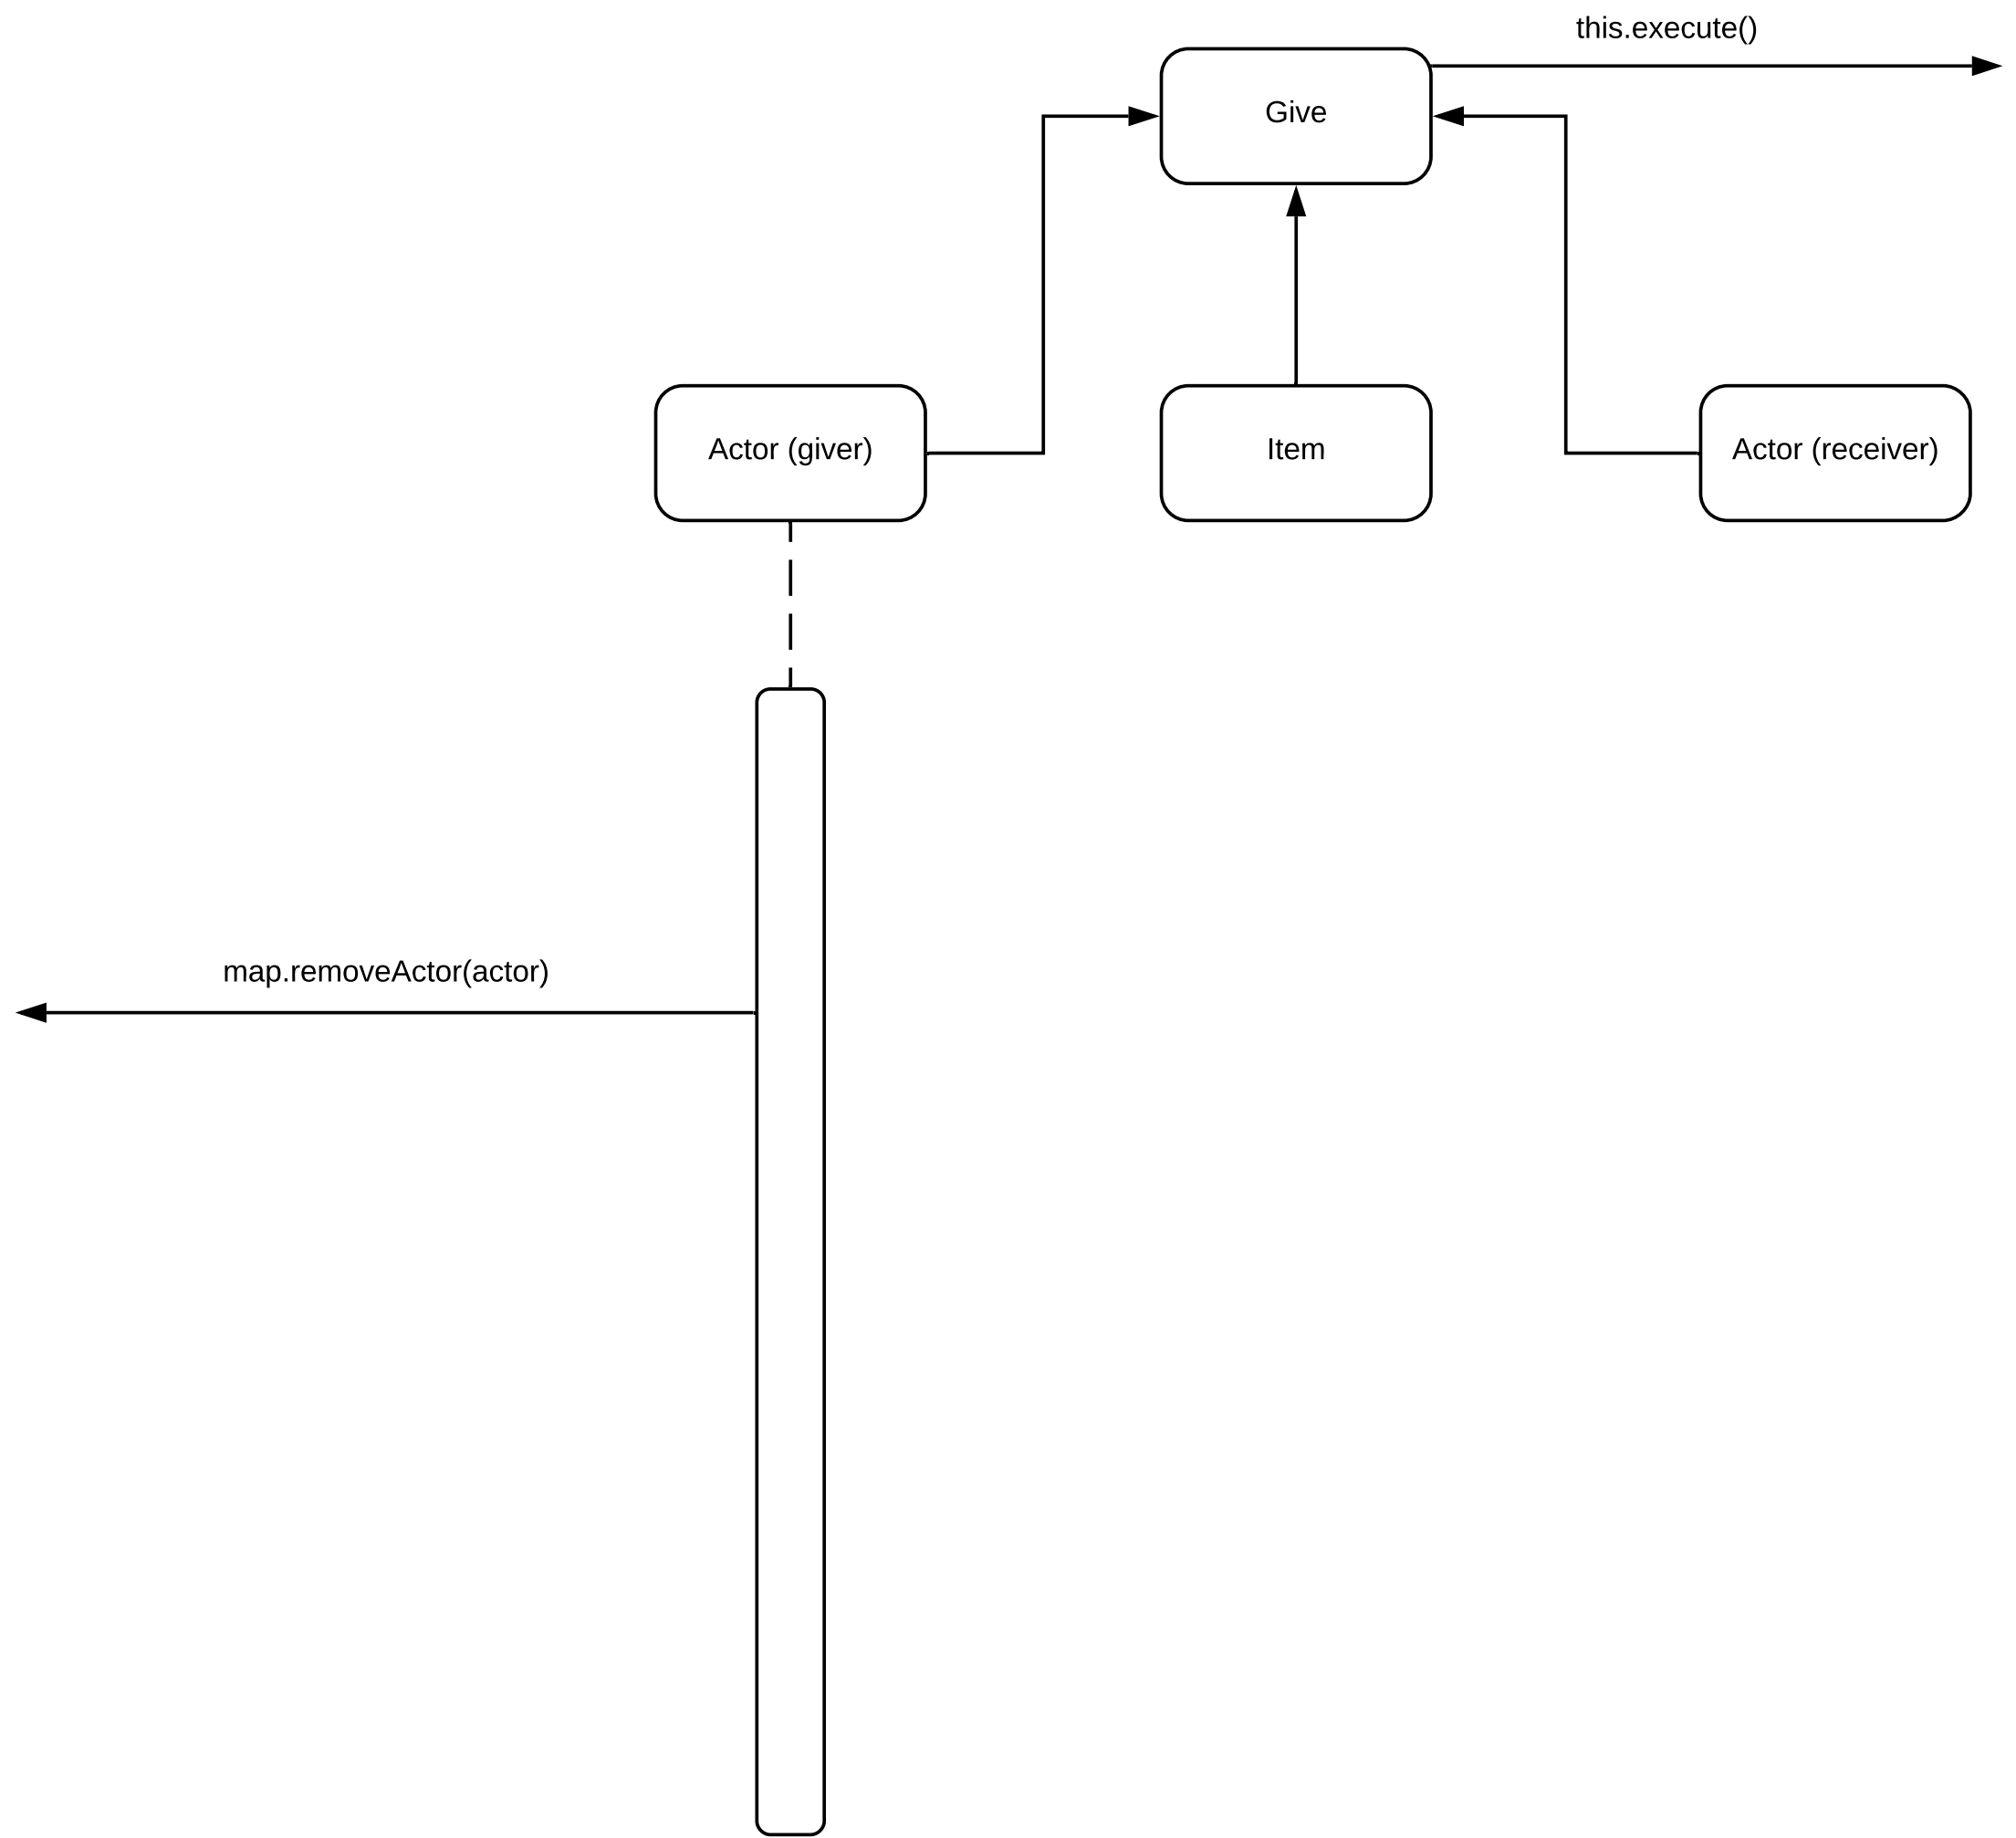 this.execute()
Give
Actor (giver)
Item
Actor (receiver)
map.removeActor(actor)